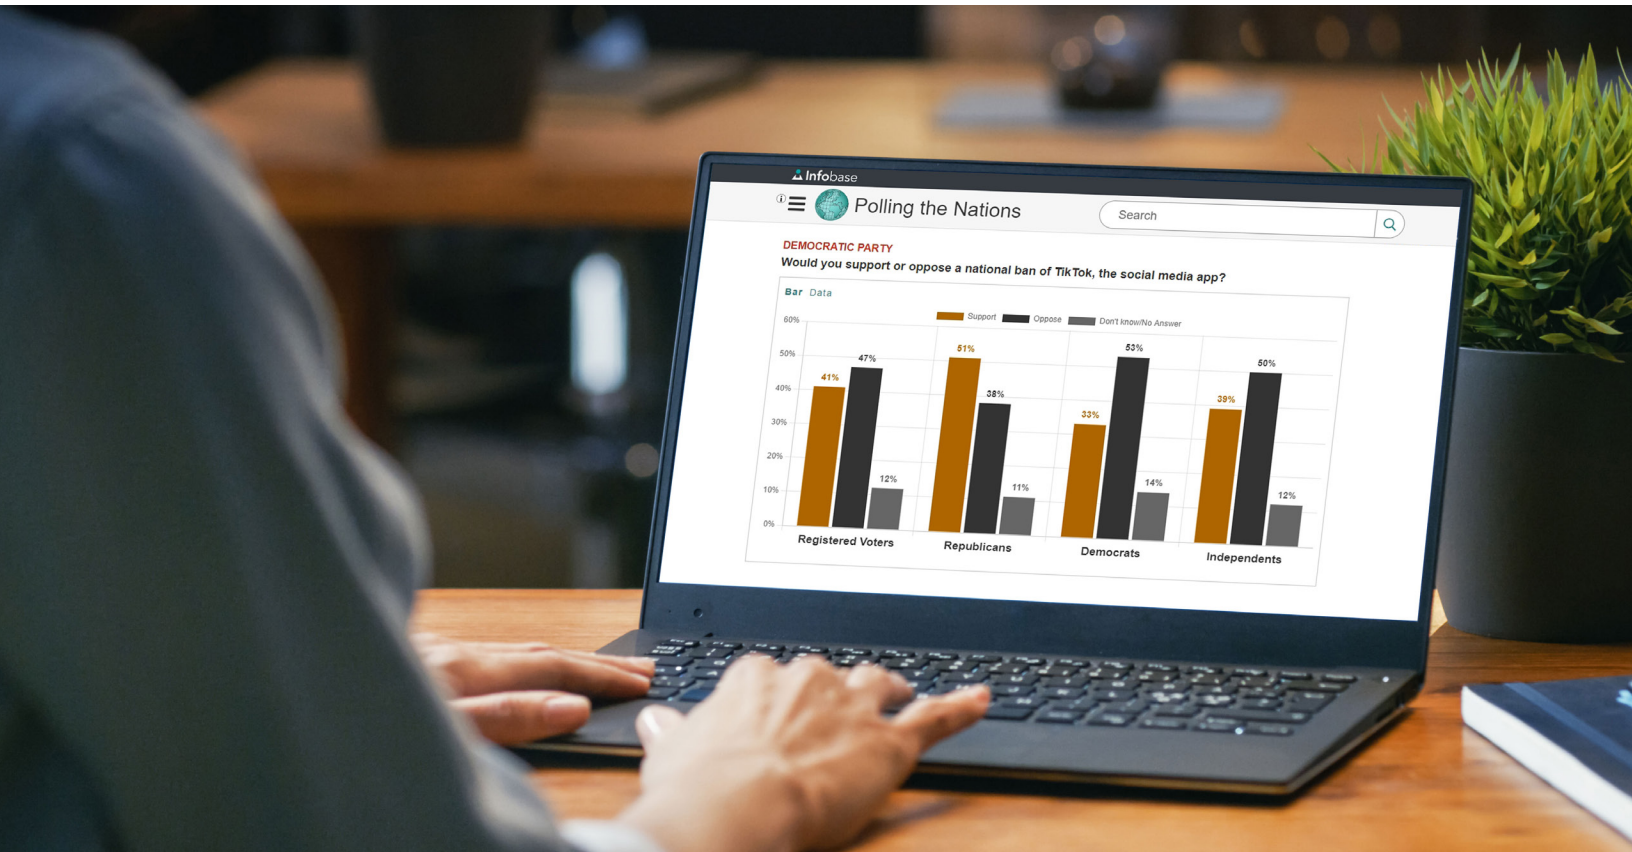 Infobase
Polling the Nations
Search
DEMOCRATIC PARTY
Would you support or oppose a national ban of TikTok, the social media app?
Bar Data
Support Oppose Don't know/No Answer
60%
50%
40%
30%
20%
10%
0%
41% 47% 12%
51% 38% 11%
33% 53% 14%
39% 50% 12%
Registered Voters Republicans Democrats Independents